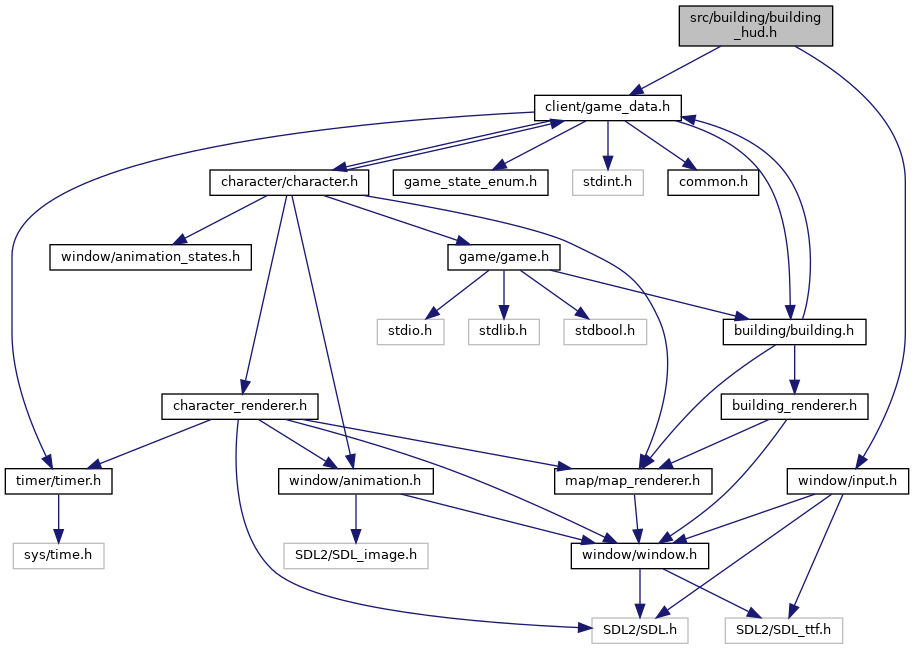 src/building/building
_hud.h
client/game_data.h
character/character.h
game_state_enum.h
stdint.h
common.h
window/animation_states.h
game/game.h
stdio.h
stdlib.h
stdbool.h
building/building.h
character_renderer.h
building_renderer.h
timer/timer.h
window/animation.h
map/map_renderer.h
window/input.h
sys/time.h
SDL2/SDL_image.h
window/window.h
SDL2/SDL.h
SDL2/SDL_ttf.h